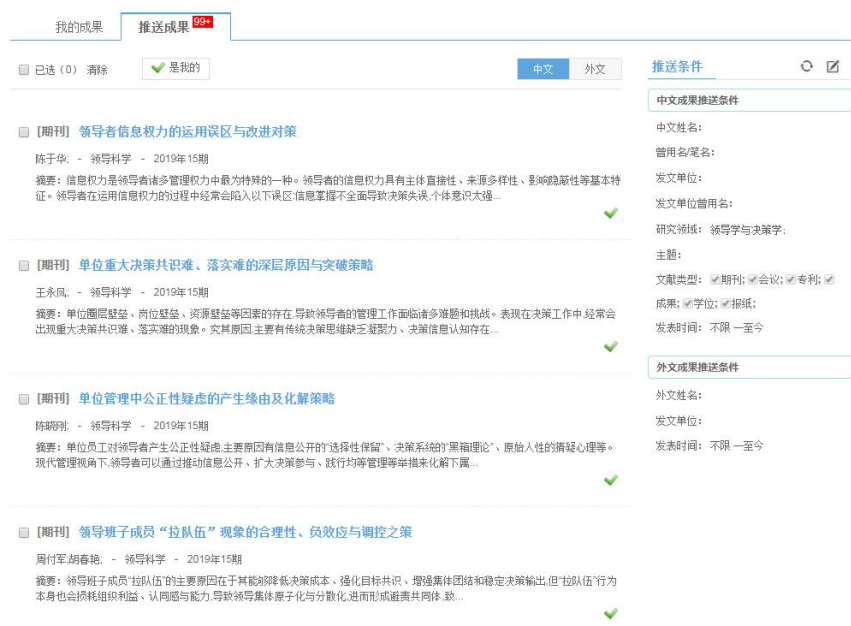 我的成果
推送成果 99+
已选（0） 清除
是我的
中文 外文
[期刊] 领导者信息权力的运用误区与改进对策
陈于华; - 领导科学 - 2019年15期
摘要：信息权力是领导者诸多管理权力中最为特殊的一种。领导者的信息权力具有主体直接性、来源多样性、影响隐蔽性等基本特
征。领导者在运用信息权力的过程中经常会陷入以下误区:信息掌握不全面导致决策失误,个体意识太强...
[期刊] 单位重大决策共识难、落实难的深层原因与突破策略
王永凤; - 领导科学 - 2019年15期
摘要：单位圈层壁垒、岗位壁垒、资源壁垒等因素的存在,导致领导者的管理工作面临诸多难题和挑战。表现在决策工作中,经常会
出现重大决策共识难、落实难的现象。究其原因,主要有传统决策思维缺乏凝聚力、决策信息认知存在...
[期刊] 单位管理中公正性疑虑的产生缘由及化解策略
陈晓刚; - 领导科学 - 2019年15期
摘要：单位员工对领导者产生公正性疑虑,主要原因有信息公开的“选择性保留”、决策系统的“黑箱理论”、原始人性的猜疑心理等。
现代管理视角下,领导者可以通过推动信息公开、扩大决策参与、践行均等管理等举措来化解下属...
[期刊] 领导班子成员“拉队伍”现象的合理性、负效应与调控之策
周付军;胡春艳; - 领导科学 - 2019年15期
摘要：领导班子成员“拉队伍”的主要原因在于其能够降低决策成本、强化目标共识、增强集体团结和稳定决策输出,但“拉队伍”行为
本身也会损耗组织利益、认同感与能力,导致领导集体原子化与分散化,进而形成避责共同体,致...
推送条件
中文成果推送条件
中文姓名：
曾用名/笔名：
发文单位：
发文单位曾用名：
研究领域： 领导学与决策学;
主题：
文献类型： 期刊; 会议; 专利;
成果; 学位; 报纸;
发表时间： 不限 —至今
外文成果推送条件
外文姓名：
发文单位：
发表时间： 不限 —至今